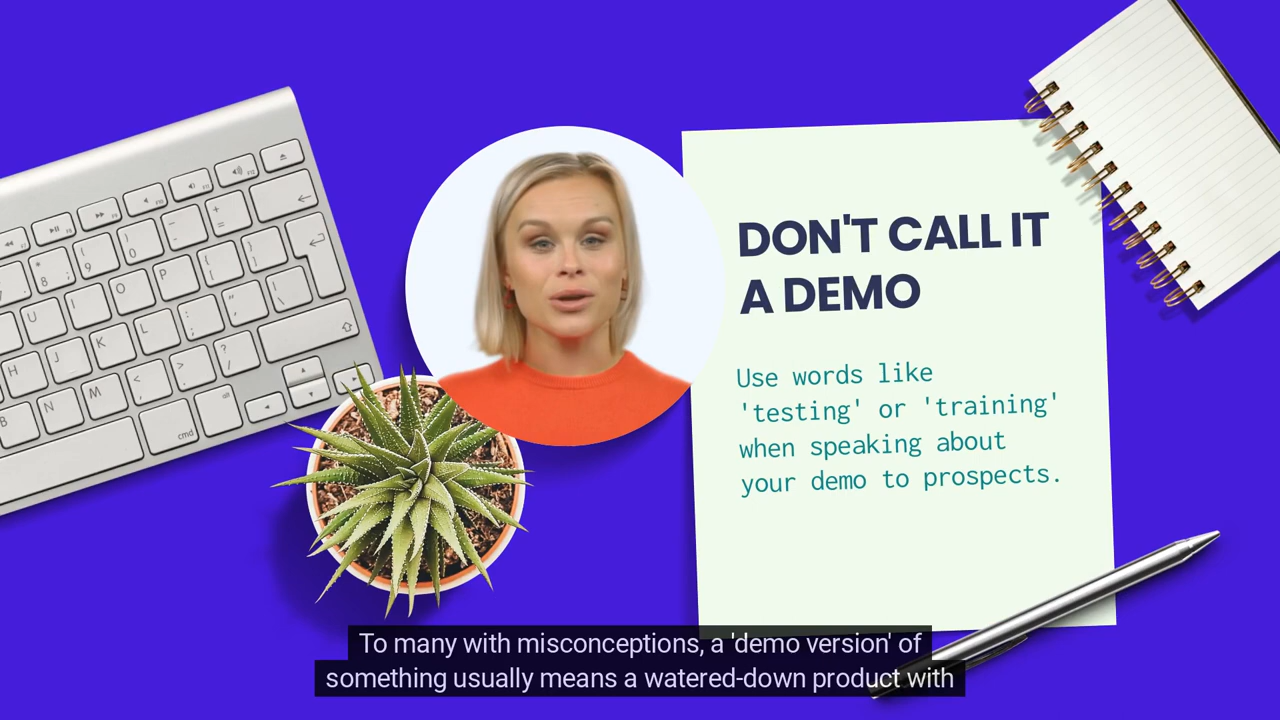 DON'T CALL IT
A DEMO
Use words like
'testing' or 'training'
when speaking about
your demo to prospects.
To many with misconceptions, a 'demo version' of
something usually means a watered-down product with